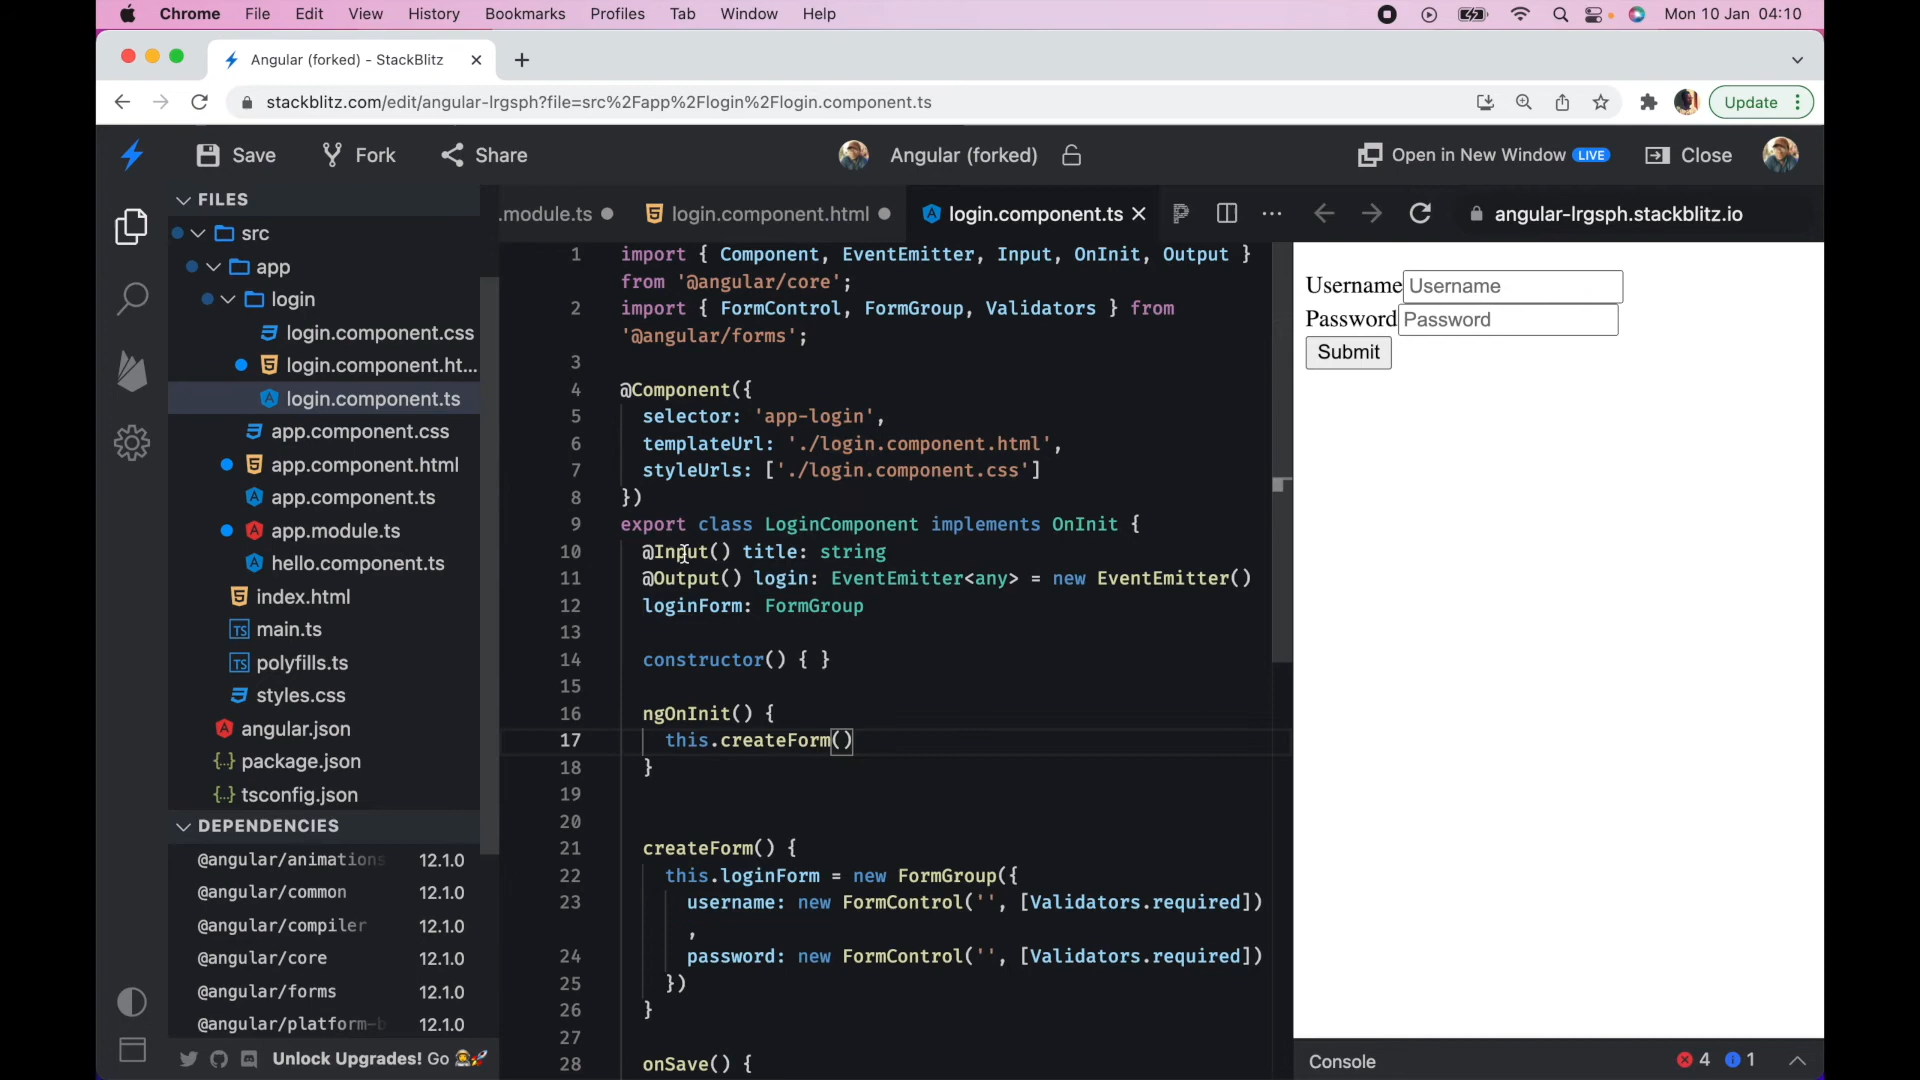 Chrome File Edit View History Bookmarks Profiles Tab Window Help Mon 10 Jan 04:10
Angular (forked) - StackBlitz
stackblitz.com/edit/angular-lrgsph?file=src%2Fapp%2Flogin%2Flogin.component.ts Update
Save Fork Share Angular (forked) Open in New Window LIVE Close
FILES
src
app
login
login.component.css
login.component.ht...
login.component.ts
app.component.css
app.component.html
app.component.ts
app.module.ts
hello.component.ts
index.html
main.ts
polyfills.ts
styles.css
angular.json
package.json
tsconfig.json
DEPENDENCIES
@angular/animations 12.1.0
@angular/common 12.1.0
@angular/compiler 12.1.0
@angular/core 12.1.0
@angular/forms 12.1.0
@angular/platform-b 12.1.0
Unlock Upgrades! Go
.module.ts login.component.html login.component.ts
1 import { Component, EventEmitter, Input, OnInit, Output }
from '@angular/core';
2 import { FormControl, FormGroup, Validators } from
'@angular/forms';
3
4 @Component({
5 selector: 'app-login',
6 templateUrl: './login.component.html',
7 styleUrls: ['./login.component.css']
8 })
9 export class LoginComponent implements OnInit {
10 @Input() title: string
11 @Output() login: EventEmitter<any> = new EventEmitter()
12 loginForm: FormGroup
13
14 constructor() { }
15
16 ngOnInit() {
17 this.createForm()
18 }
19
20
21 createForm() {
22 this.loginForm = new FormGroup({
23 username: new FormControl('', [Validators.required])
,
24 password: new FormControl('', [Validators.required])
25 })
26 }
27
28 onSave() {
angular-lrgsph.stackblitz.io
Username Username
Password Password
Submit
Console 4 1